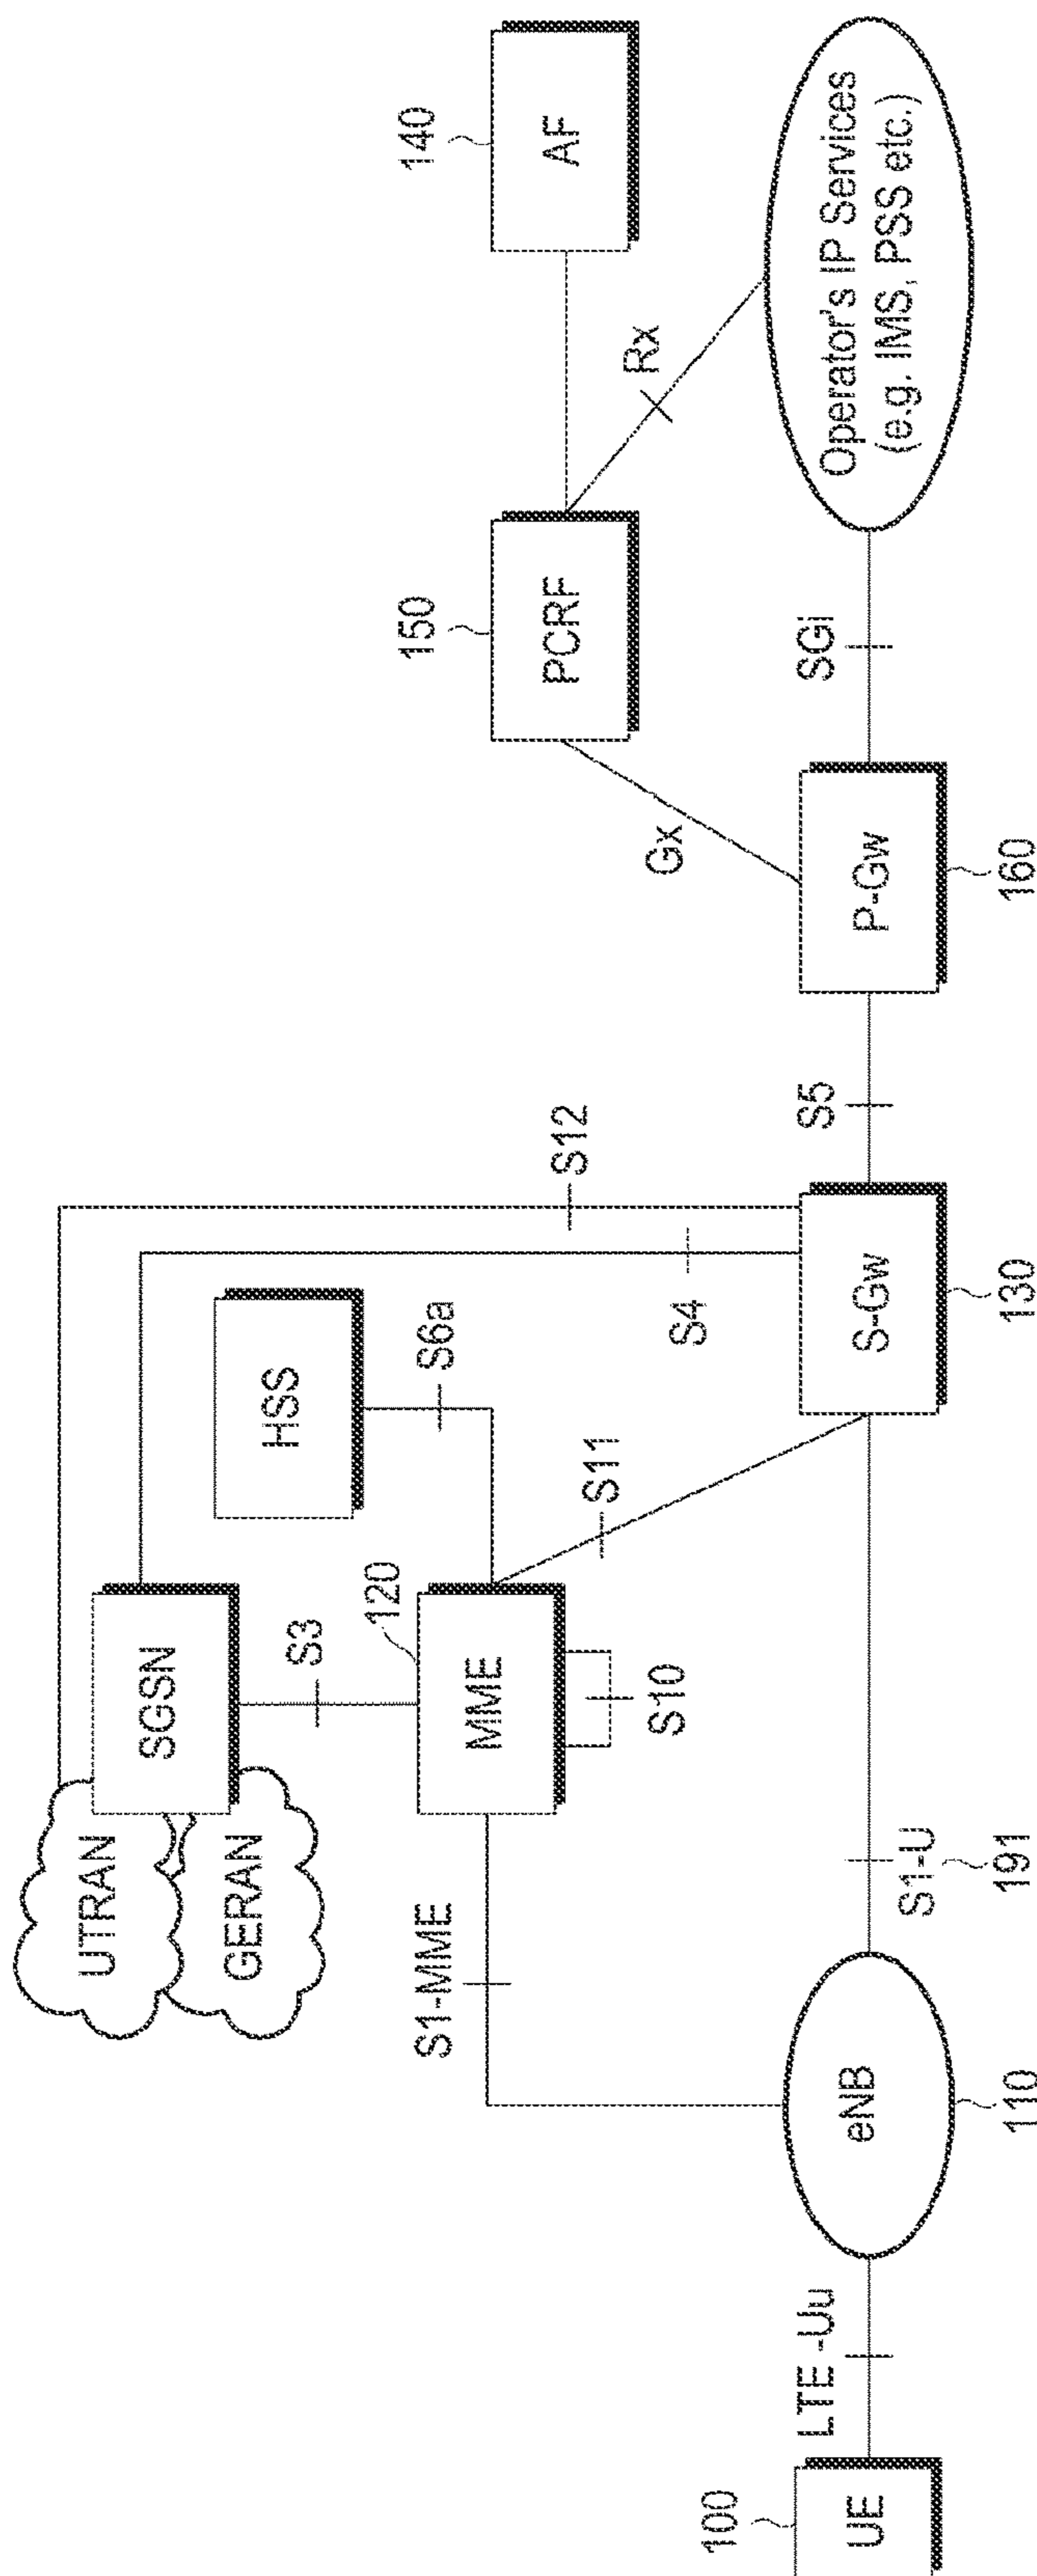 140
AF
150
PCRF
Rx
Operator's IP Services
(e.g. IMS, PSS etc.)
Gx
SGi
P-Gw
160
UTRAN
GERAN
SGSN
HSS
S12
S3
S6a
S4
120
MME
S10
S11
S5
S-Gw
130
S1-MME
S1-U
191
eNB
110
LTE -Uu
100
UE